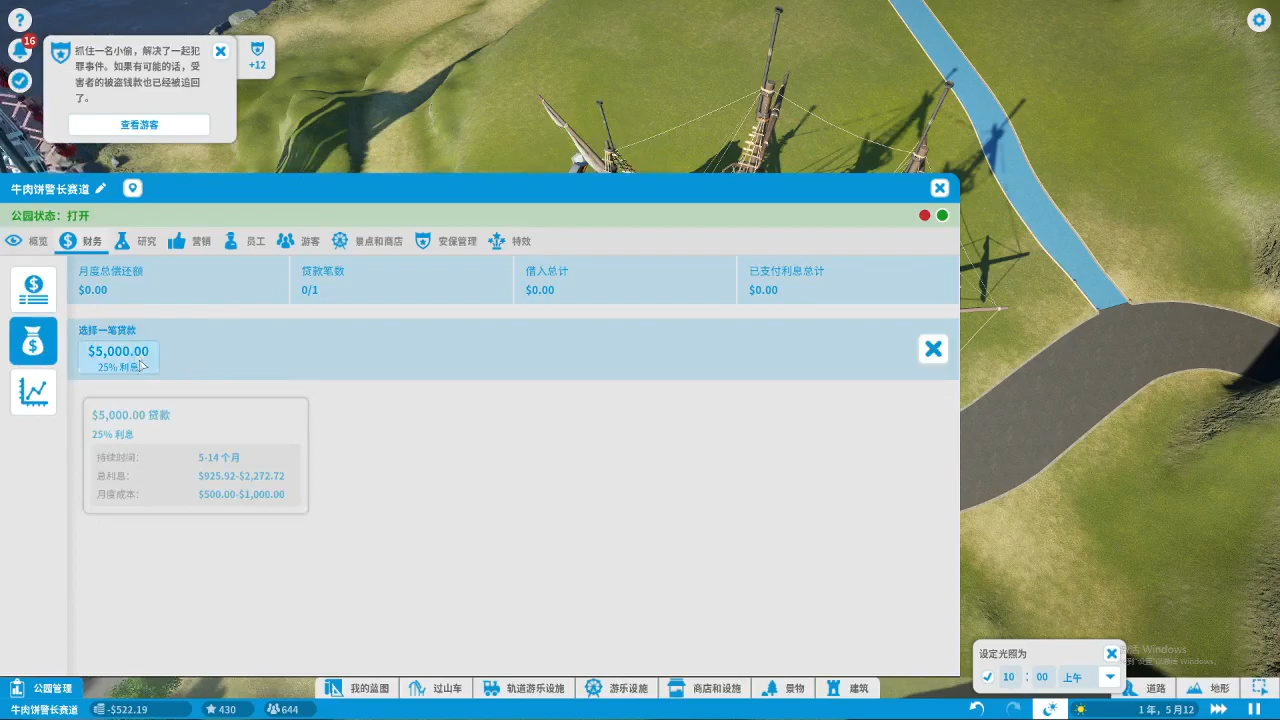 ?
16
抓住一名小偷，解决了一起犯
罪事件。如果有可能的话，受
害者的被盗钱款也已经被追回
了。
+12
查看游客
牛肉饼警长赛道
公园状态：打开
概览 财务 研究 营销 员工 游客 景点和商店 安保管理 特效
月度总偿还额 贷款笔数 借入总计 已支付利息总计
$0.00 0/1 $0.00 $0.00
选择一笔贷款
$5,000.00
25% 利息
$5,000.00 贷款
25% 利息
持续时间： 5-14 个月
总利息： $925.92-$2,272.72
月度成本： $500.00-$1,000.00
设定光照为
10 : 00 上午
Windows
公园管理 我的蓝图 过山车 轨道游乐设施 游乐设施 商店和设施 景物 建筑 道路 地形
牛肉饼警长赛道 -$522.19 430 644 1 年，5月12